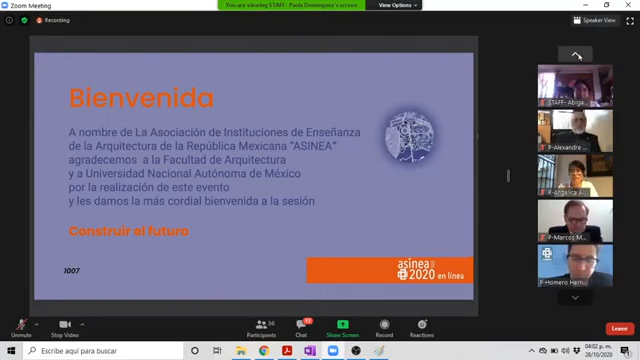 Zoom Meeting
You are viewing STAFF- Paola Dominguez's screen
View Options
Recording
Speaker View
Bienvenida
A nombre de La Asociación de Instituciones de Enseñanza
de la Arquitectura de la República Mexicana "ASINEA"
agradecemos a la Facultad de Arquitectura
y a Universidad Nacional Autónoma de México
por la realización de este evento
y les damos la más cordial bienvenida a la sesión
Construir el futuro
1007
asinea
2020 en línea
STAFF- Abiga...
P-Alexandre ...
P-Angelica A...
P-Marcos M...
P-Homero Hern...
Unmute
Stop Video
Participants
36
Chat
Share Screen
Record
Reactions
Leave
Escribe aquí para buscar
04:02 p. m.
28/10/2020